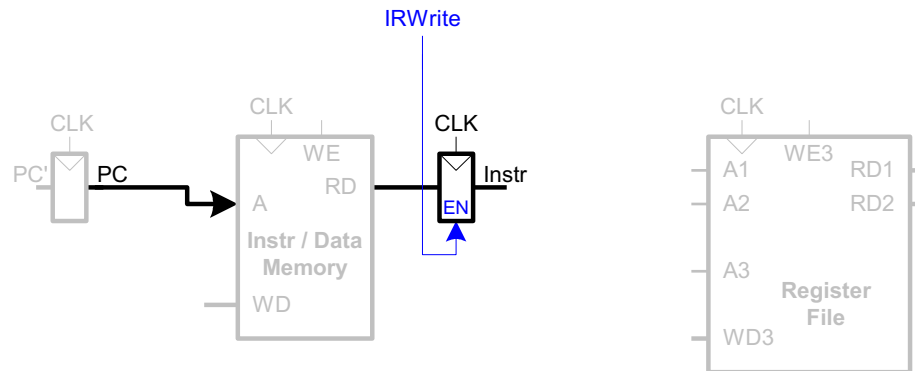 IRWrite
CLK
PC'
PC
CLK
WE
A
RD
Instr / Data
Memory
WD
CLK
EN
Instr
CLK
WE3
A1
RD1
A2
RD2
A3
Register
File
WD3